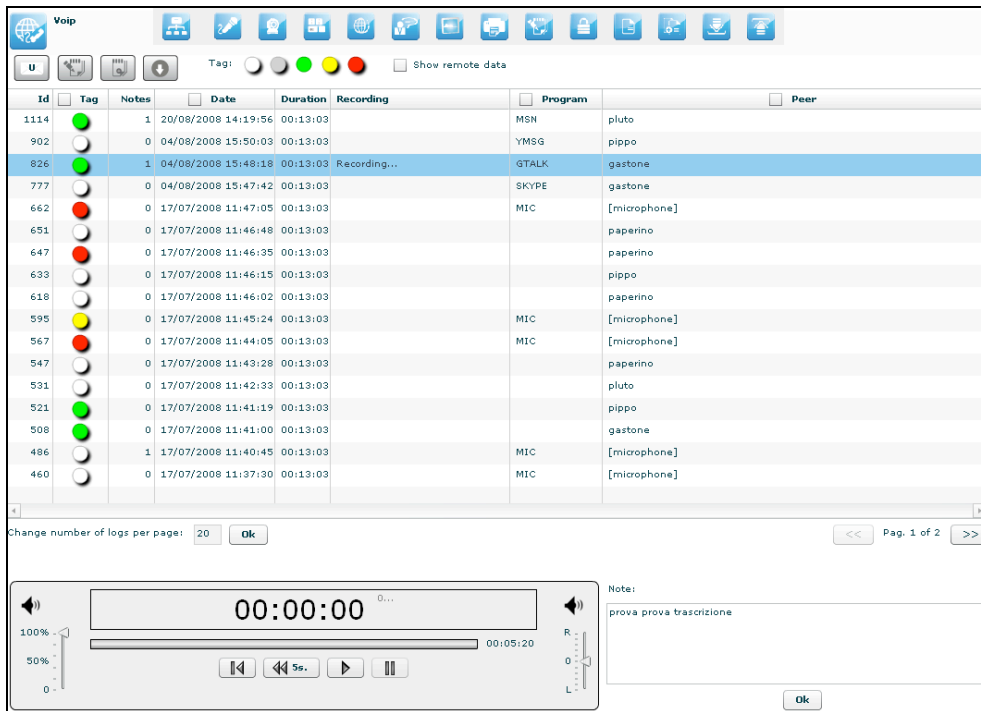 Voip
U
Tag:
Show remote data
Id Tag Notes Date Duration Recording Program Peer
1114 1 20/08/2008 14:19:56 00:13:03 MSN pluto
902 0 04/08/2008 15:50:03 00:13:03 YMSG pippo
826 1 04/08/2008 15:48:18 00:13:03 Recording... GTALK gastone
777 0 04/08/2008 15:47:42 00:13:03 SKYPE gastone
662 0 17/07/2008 11:47:05 00:13:03 MIC [microphone]
651 0 17/07/2008 11:46:48 00:13:03 paperino
647 0 17/07/2008 11:46:35 00:13:03 paperino
633 0 17/07/2008 11:46:15 00:13:03 pippo
618 0 17/07/2008 11:46:02 00:13:03 paperino
595 0 17/07/2008 11:45:24 00:13:03 MIC [microphone]
567 0 17/07/2008 11:44:05 00:13:03 MIC [microphone]
547 0 17/07/2008 11:43:28 00:13:03 paperino
531 0 17/07/2008 11:42:33 00:13:03 pluto
521 0 17/07/2008 11:41:19 00:13:03 pippo
508 0 17/07/2008 11:41:00 00:13:03 gastone
486 1 17/07/2008 11:40:45 00:13:03 MIC [microphone]
460 0 17/07/2008 11:37:30 00:13:03 MIC [microphone]
Change number of logs per page: 20 Ok << Pag. 1 of 2 >>
00:00:00 0...
100%
50%
0
00:05:20
5s.
R
0
L
Note:
prova prova trascrizione
Ok